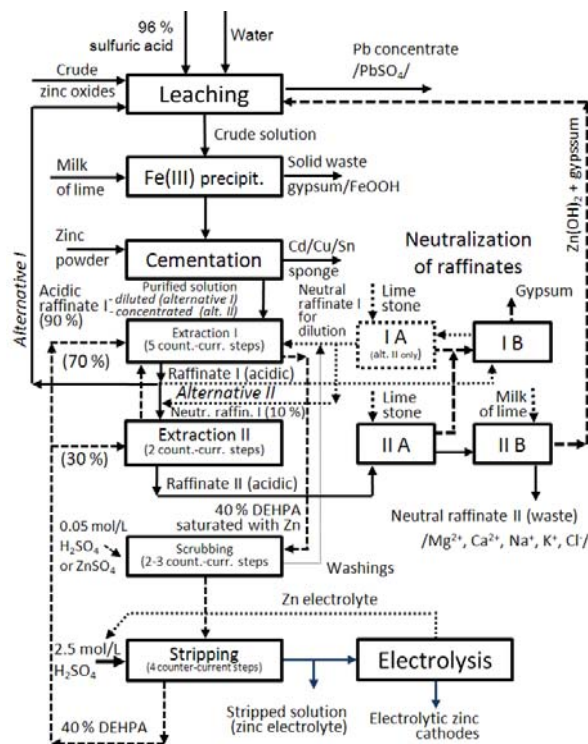 96 %
sulfuric acid
Water
Pb concentrate
/PbSO₄/
Crude
zinc oxides
Leaching
Crude solution
Milk
of lime
Fe(III) precipit.
Solid waste
gypsum/FeOOH
Zn(OH)₂ + gypssum
Zinc
powder
Cementation
Cd/Cu/Sn
sponge
Neutralization
of raffinates
Alternative I
Acidic
raffinate I
(90 %)
Purified solution
diluted (alternative I)
concentrated (alt. II)
Neutral
raffinate I
for
dilution
Lime
stone
Gypsum
(70 %)
Extraction I
(5 count.-curr. steps)
I A
(alt. II only)
I B
Raffinate I (acidic)
Alternative II
Neutr. raffin. I (10 %)
Lime
stone
Milk
of lime
(30 %)
Extraction II
(2 count.-curr. steps)
II A
II B
Raffinate II (acidic)
40 % DEHPA
saturated with Zn
Neutral raffinate II (waste)
/Mg²⁺, Ca²⁺, Na⁺, K⁺, Cl⁻/
0.05 mol/L
H₂SO₄
or ZnSO₄
Scrubbing
(2-3 count.-curr. steps
Washings
Zn electrolyte
2.5 mol/L
H₂SO₄
Stripping
(4 counter-current steps)
Electrolysis
40 % DEHPA
Stripped solution
(zinc electrolyte)
Electrolytic zinc
cathodes